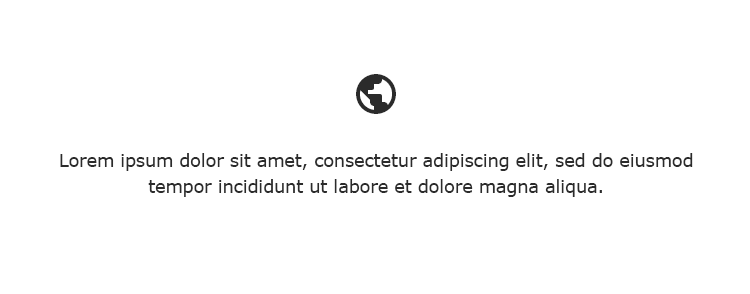 Lorem ipsum dolor sit amet, consectetur adipiscing elit, sed do eiusmod
tempor incididunt ut labore et dolore magna aliqua.